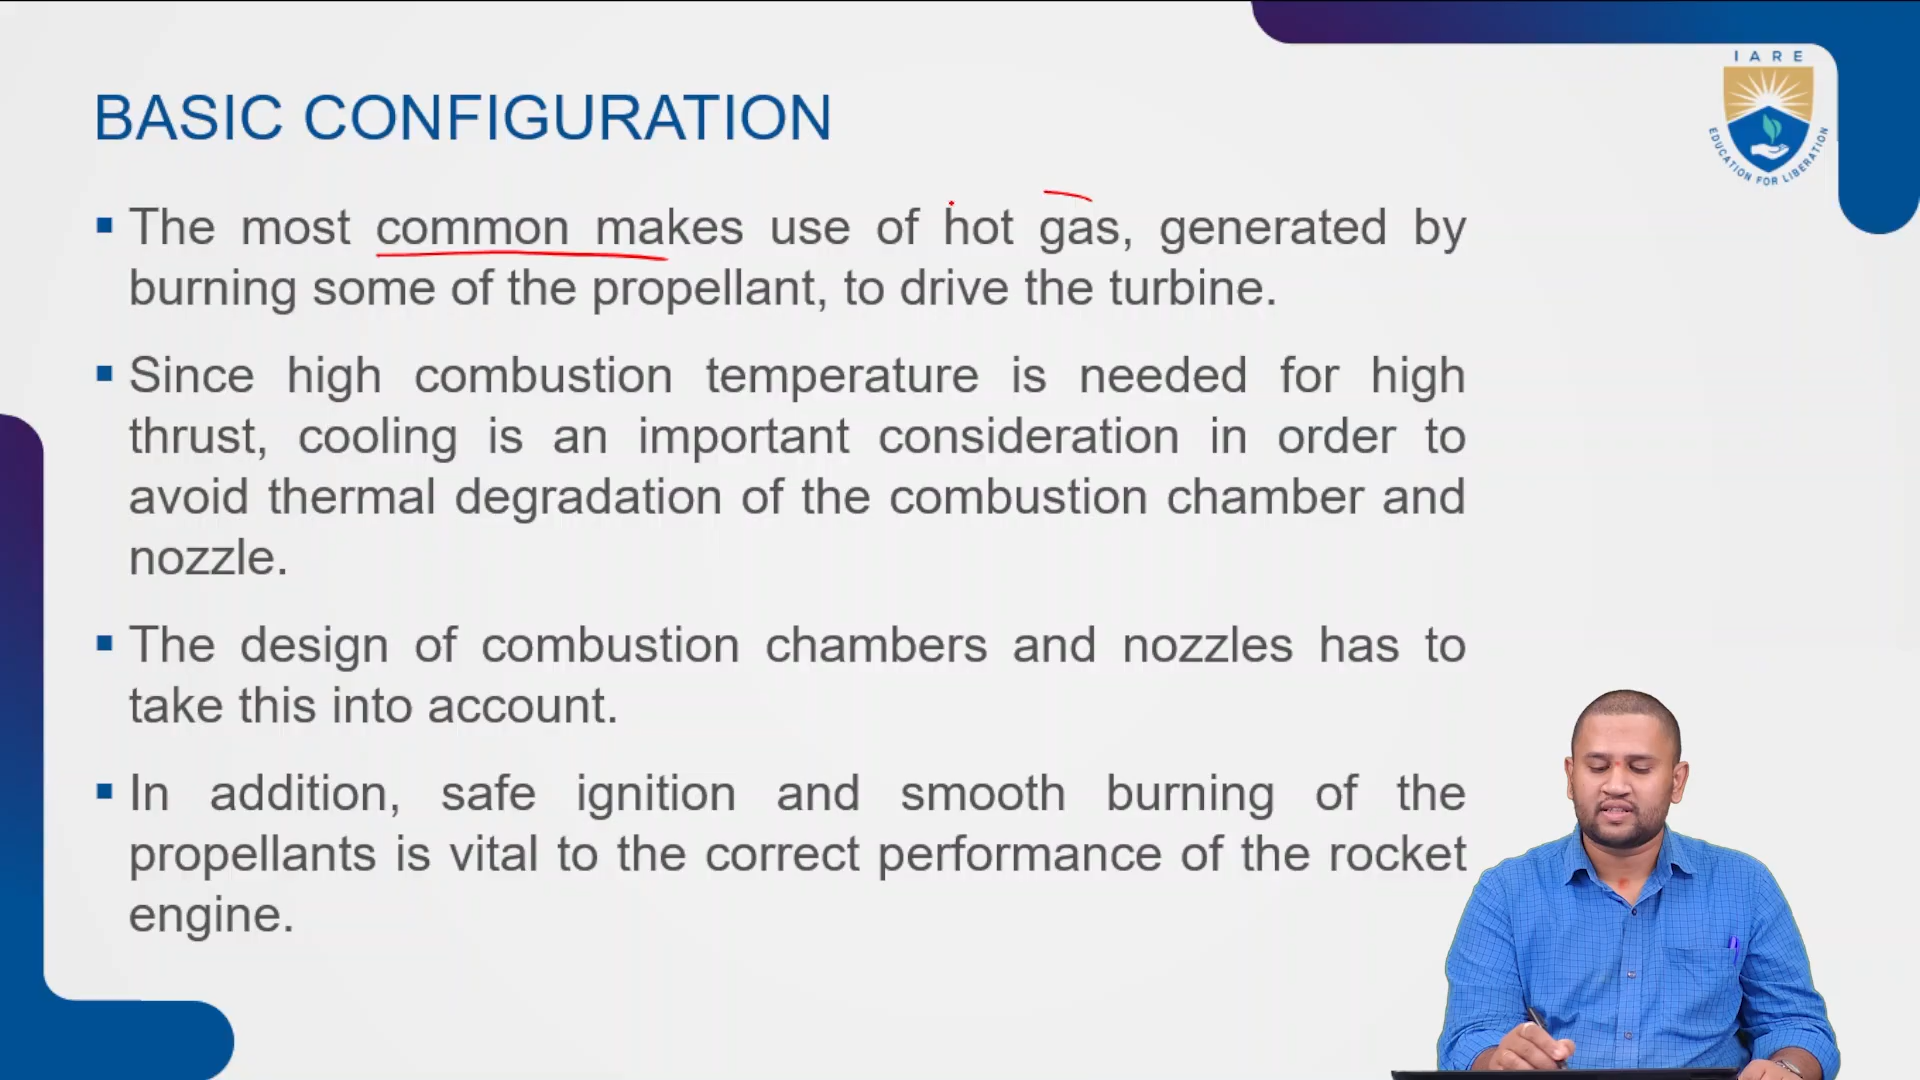 IARE
EDUCATION FOR LIBERATION
BASIC CONFIGURATION
▪ The most common makes use of hot gas, generated by
burning some of the propellant, to drive the turbine.
▪ Since high combustion temperature is needed for high
thrust, cooling is an important consideration in order to
avoid thermal degradation of the combustion chamber and
nozzle.
▪ The design of combustion chambers and nozzles has to
take this into account.
▪ In addition, safe ignition and smooth burning of the
propellants is vital to the correct performance of the rocket
engine.